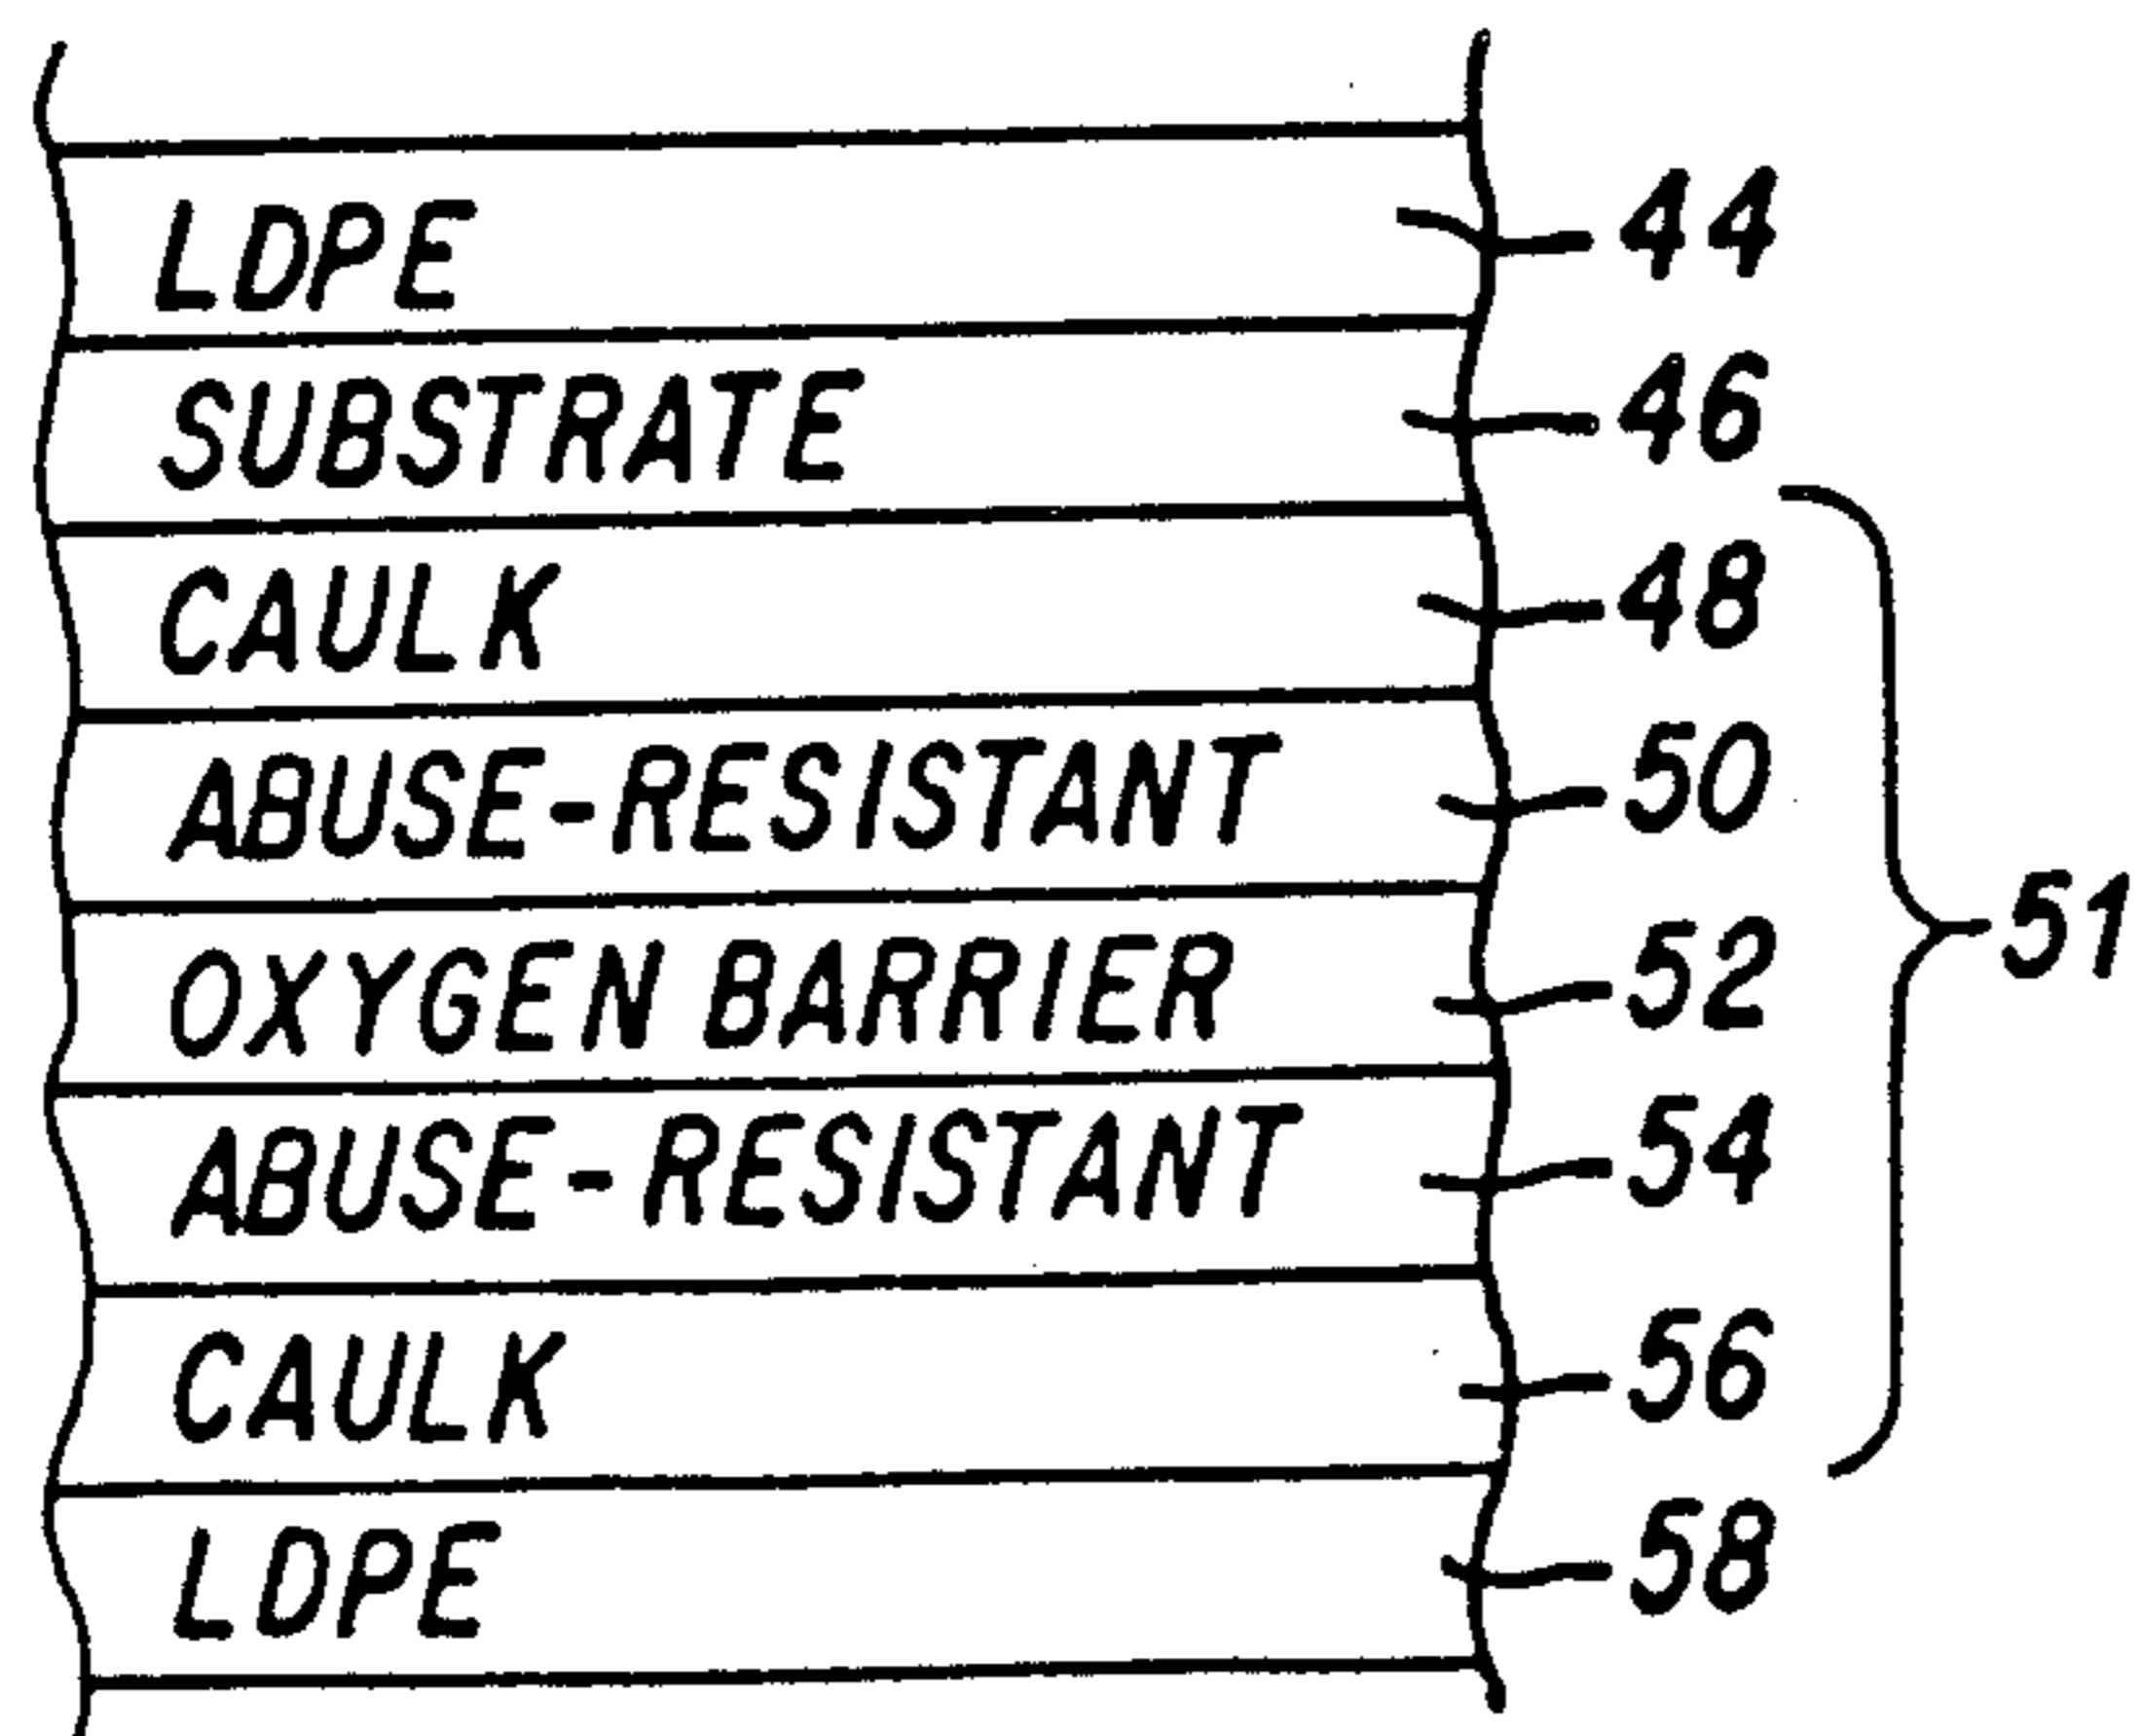 LDPE 44
SUBSTRATE 46
CAULK 48
ABUSE-RESISTANT 50
51
OXYGEN BARRIER 52
ABUSE-RESISTANT 54
CAULK 56
LDPE 58